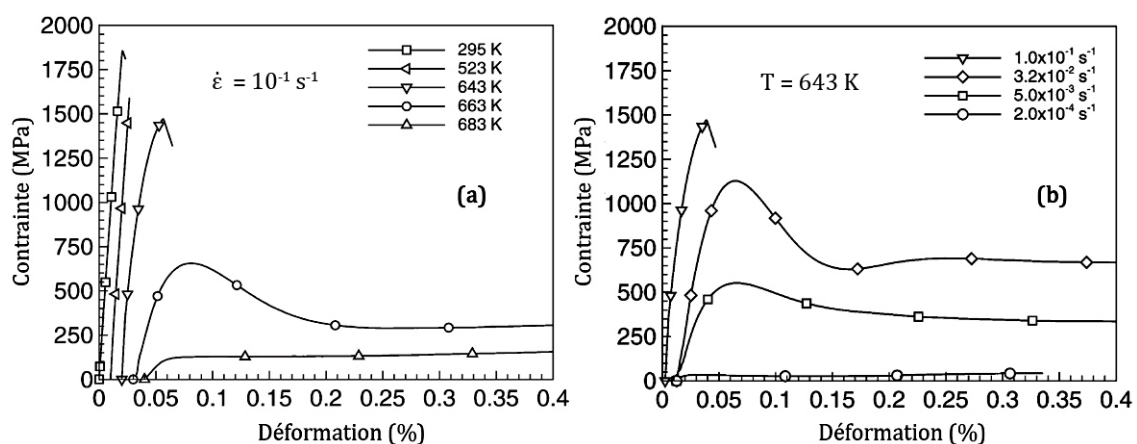 2000
1750
1500
1250
1000
750
500
250
0
Contrainte (MPa)
ε̇ = 10⁻¹ s⁻¹
295 K
523 K
643 K
663 K
683 K
(a)
0 0.05 0.1 0.15 0.2 0.25 0.3 0.35 0.4
Déformation (%)
2000
1750
1500
1250
1000
750
500
250
0
Contrainte (MPa)
T = 643 K
1.0x10⁻¹ s⁻¹
3.2x10⁻² s⁻¹
5.0x10⁻³ s⁻¹
2.0x10⁻⁴ s⁻¹
(b)
0 0.05 0.1 0.15 0.2 0.25 0.3 0.35 0.4
Déformation (%)